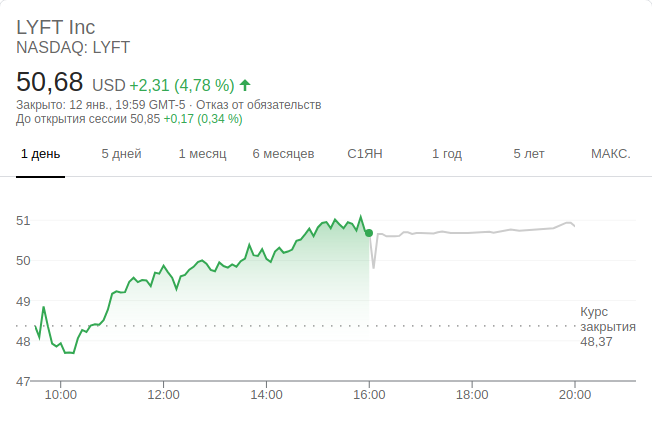 LYFT Inc
NASDAQ: LYFT
50,68 USD +2,31 (4,78 %)
Закрыто: 12 янв., 19:59 GMT-5 · Отказ от обязательств
До открытия сессии 50,85 +0,17 (0,34 %)
1 день 5 дней 1 месяц 6 месяцев С1ЯН 1 год 5 лет МАКС.
51
50
49
Курс
закрытия
48,37
48
47
10:00 12:00 14:00 16:00 18:00 20:00